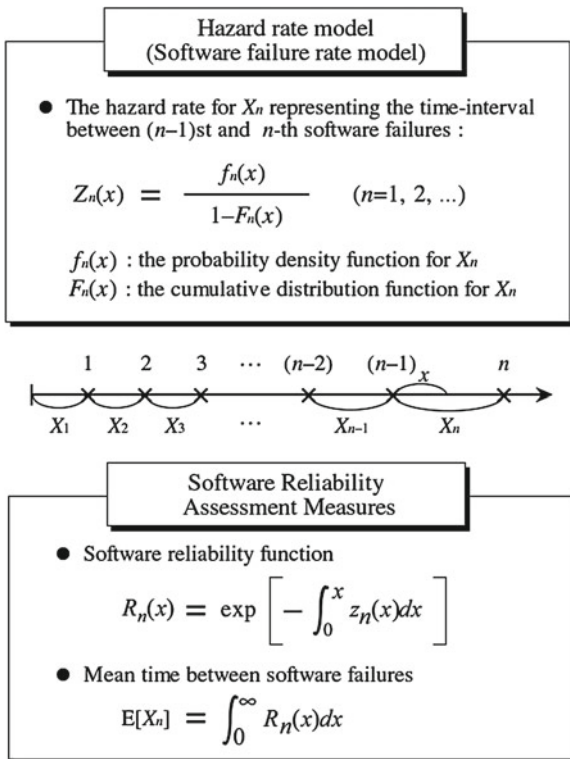 Hazard rate model
(Software failure rate model)
● The hazard rate for Xn representing the time-interval
between (n−1)st and n-th software failures :
Zn(x) = fn(x) / 1−Fn(x) (n=1, 2, ...)
fn(x) : the probability density function for Xn
Fn(x) : the cumulative distribution function for Xn
1 2 3 ⋯ (n−2) (n−1) n
x
X1 X2 X3 ⋯ Xn−1 Xn
Software Reliability
Assessment Measures
● Software reliability function
Rn(x) = exp [ − ∫0x zn(x)dx ]
● Mean time between software failures
E[Xn] = ∫0∞ Rn(x)dx